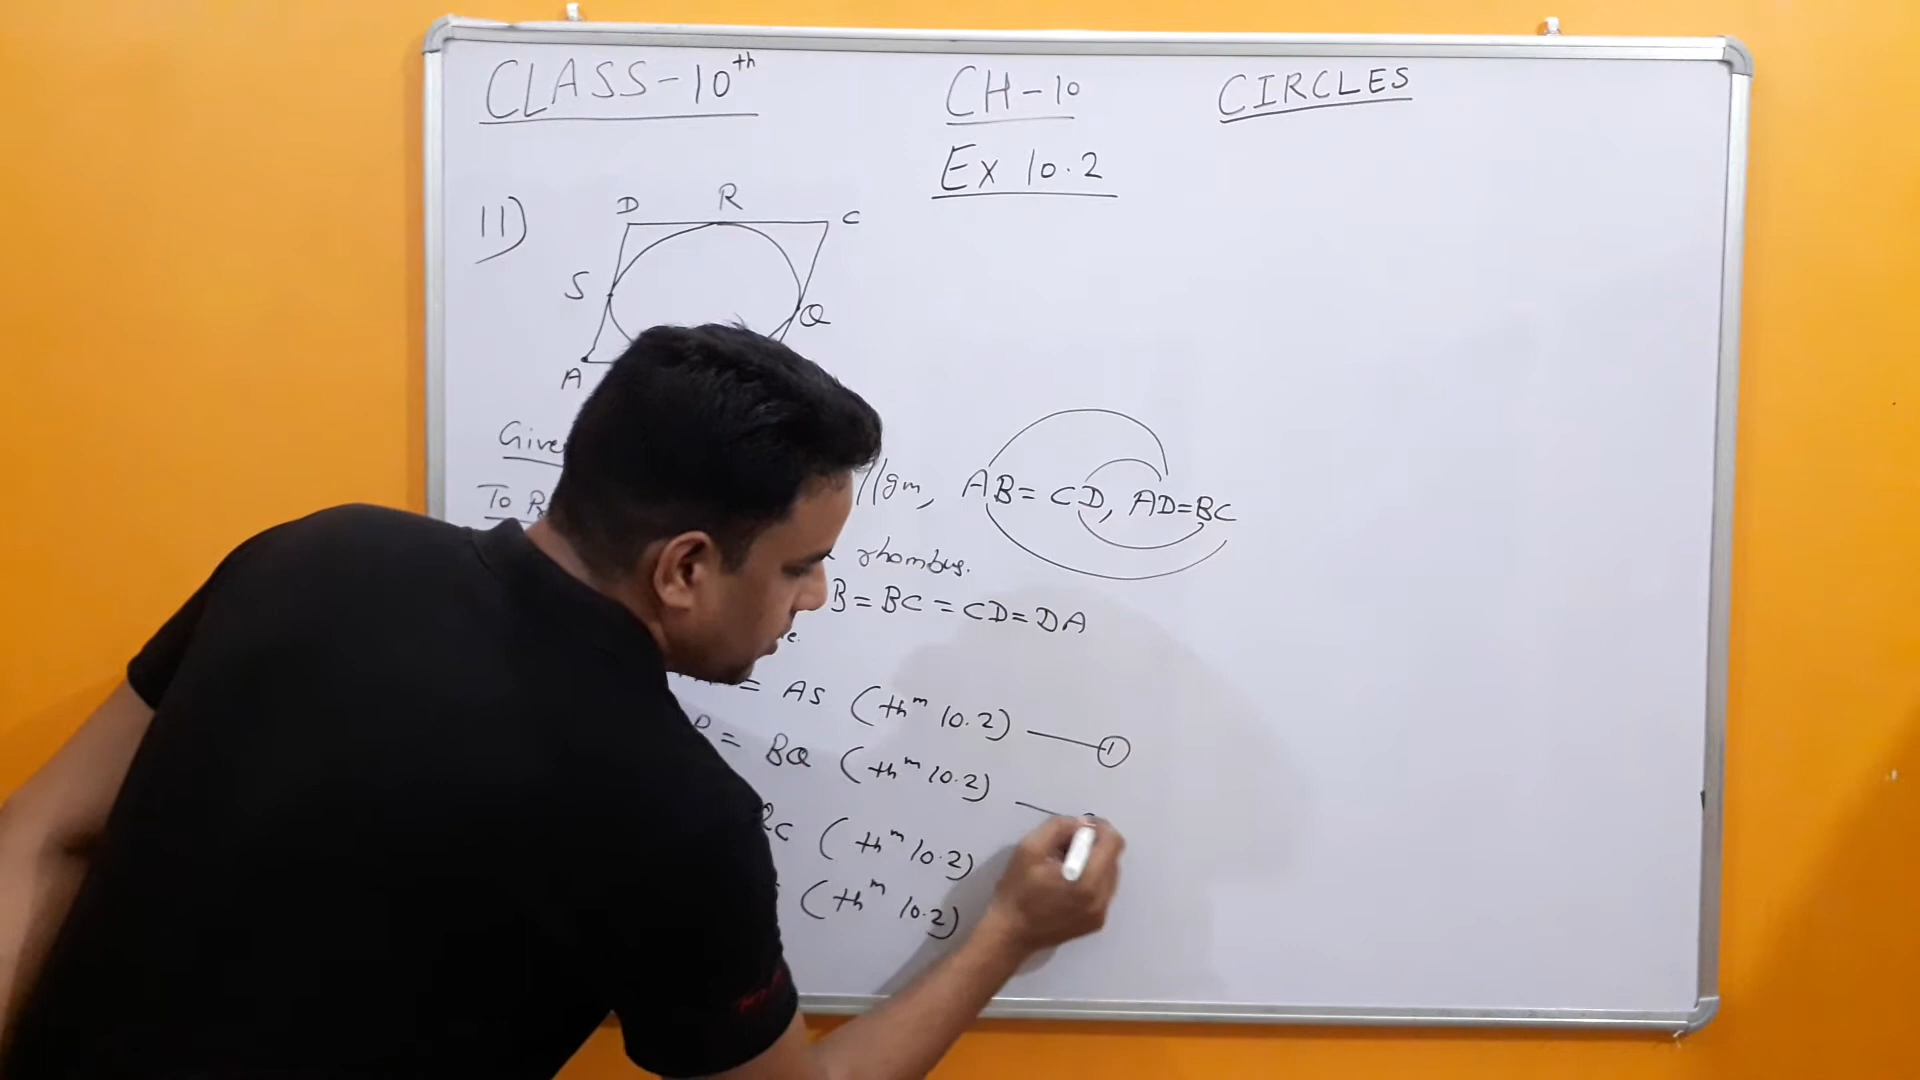 CLASS-10th CH-10 CIRCLES
Ex 10.2
11)
D R C
S Q
A
Give //gm, AB = CD, AD=BC
To Pr
rhombus.
B = BC = CD = DA
= AS (thm 10.2) — 1
P = BQ (thm 10.2) —
RC (thm 10.2)
(thm 10.2)